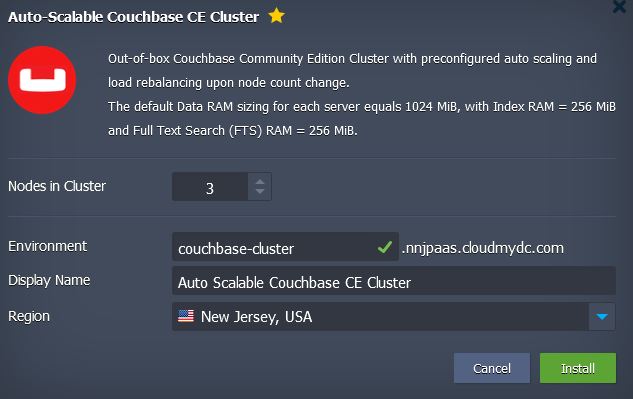 Auto-Scalable Couchbase CE Cluster
Out-of-box Couchbase Community Edition Cluster with preconfigured auto scaling and
load rebalancing upon node count change.
The default Data RAM sizing for each server equals 1024 MiB, with Index RAM = 256 MiB
and Full Text Search (FTS) RAM = 256 MiB.
Nodes in Cluster 3
Environment couchbase-cluster .nnjpaas.cloudmydc.com
Display Name Auto Scalable Couchbase CE Cluster
Region New Jersey, USA
Cancel Install